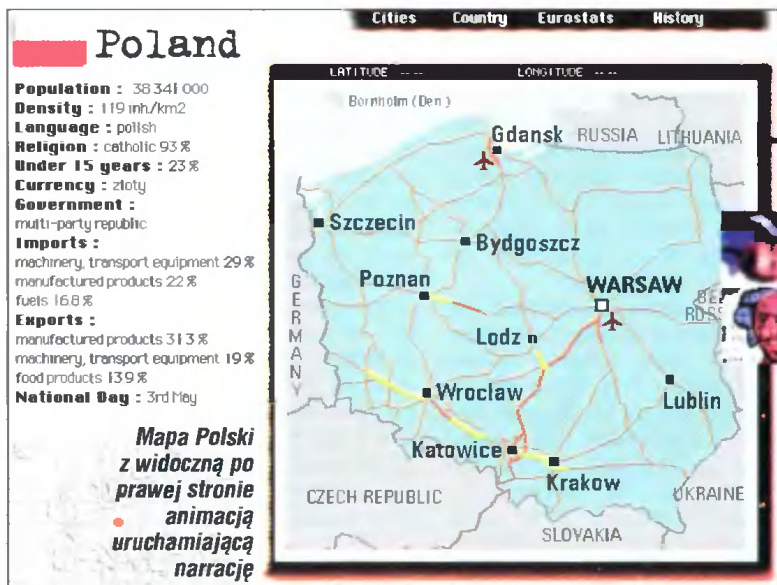 Cities Country Eurostats History
Poland
Population : 38 341 000
Density : 119 inh/km2
Language : polish
Religion : catholic 93 %
Under 15 years : 23 %
Currency : zloty
Government :
multi-party republic
Imports :
machinery, transport equipment 29 %
manufactured products 22 %
fuels 16 8 %
Exports :
manufactured products 31 3 %
machinery, transport equipment 19 %
food products 13 9 %
National Day : 3rd May
Mapa Polski
z widoczną po
prawej stronie
animacją
uruchamiającą
narrację
LATITUDE -- -- LONGITUDE -- --
Bornholm (Den )
Gdansk RUSSIA LITHUANIA
Szczecin
Bydgoszcz
GERMANY
Poznan
WARSAW
Lodz
Wrocław
Lublin
Katowice
Krakow
CZECH REPUBLIC
UKRAINE
SLOVAKIA